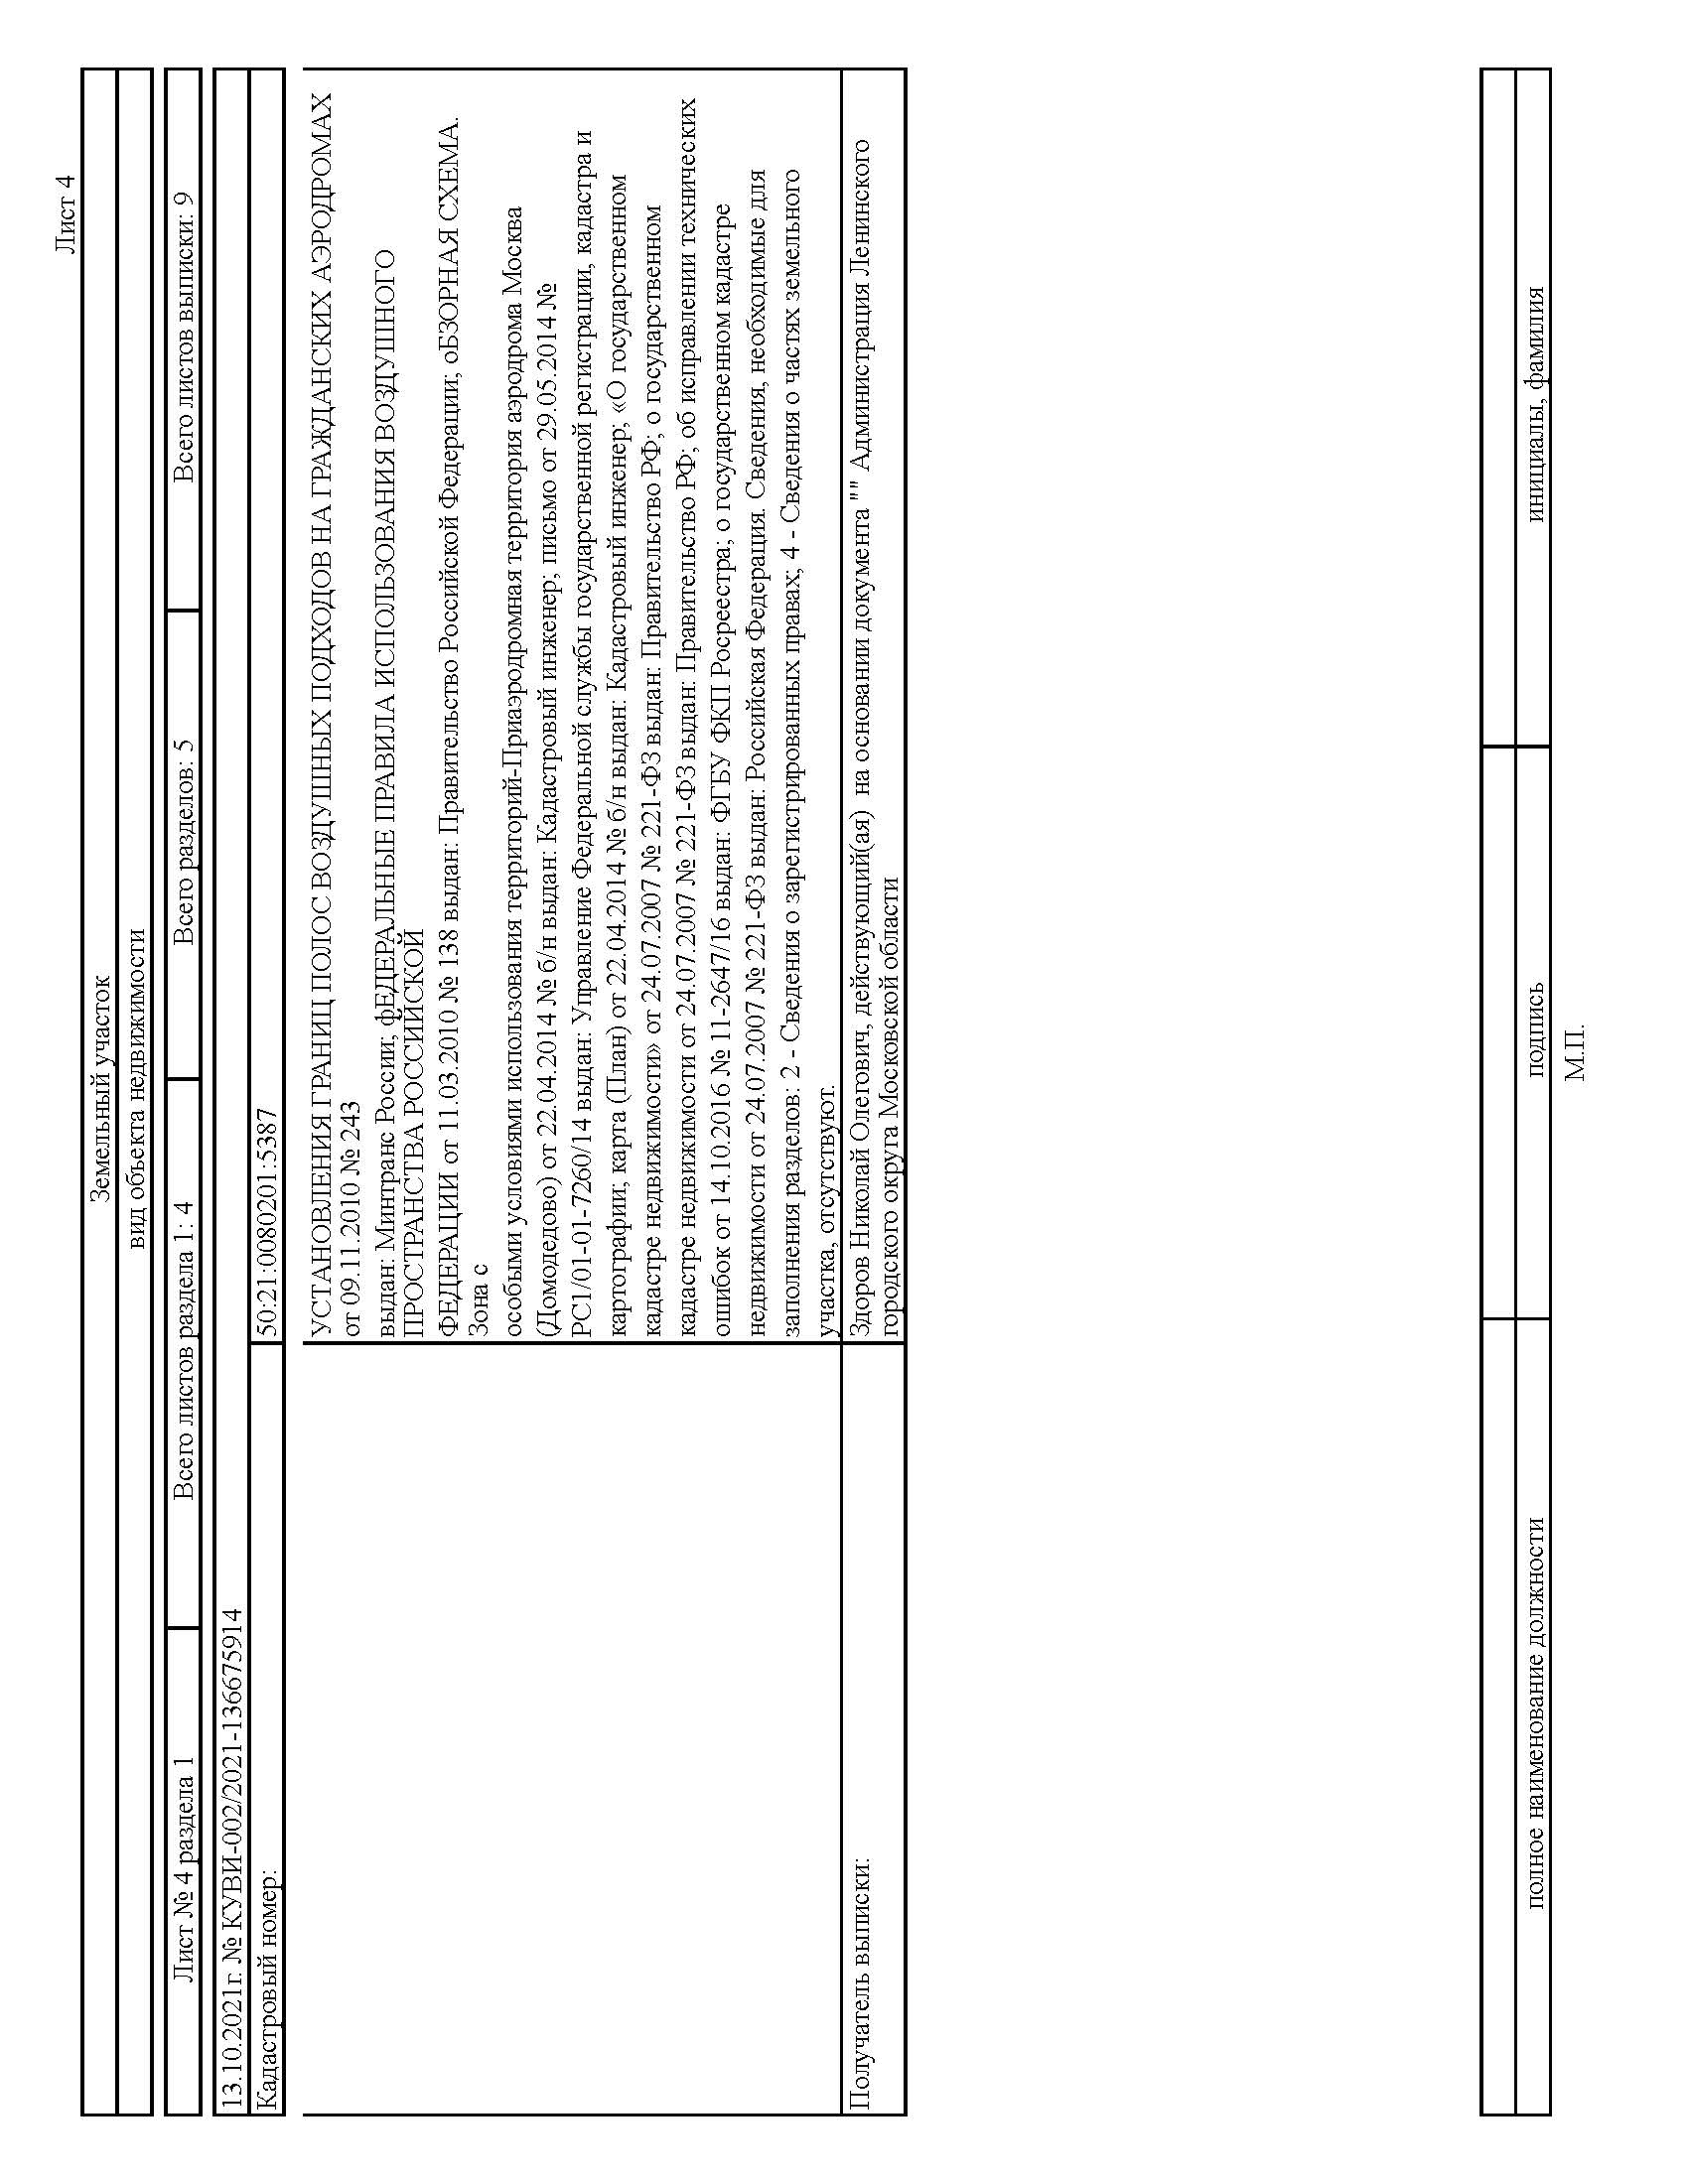 Лист 4
Земельный участок
вид объекта недвижимости
Лист № 4 раздела 1
Всего листов раздела 1: 4
Всего разделов: 5
Всего листов выписки: 9
13.10.2021г. № КУВИ-002/2021-136675914
Кадастровый номер:
50:21:0080201:5387
УСТАНОВЛЕНИЯ ГРАНИЦ ПОЛОС ВОЗДУШНЫХ ПОДХОДОВ НА ГРАЖДАНСКИХ АЭРОДРОМАХ
от 09.11.2010 № 243
выдан: Минтранс России; фЕДЕРАЛЬНЫЕ ПРАВИЛА ИСПОЛЬЗОВАНИЯ ВОЗДУШНОГО
ПРОСТРАНСТВА РОССИЙСКОЙ
ФЕДЕРАЦИИ от 11.03.2010 № 138 выдан: Правительство Российской Федерации; оБЗОРНАЯ СХЕМА.
Зона с
особыми условиями использования территорий-Приаэродромная территория аэродрома Москва
(Домодедово) от 22.04.2014 № б/н выдан: Кадастровый инженер; письмо от 29.05.2014 №
РС1/01-01-7260/14 выдан: Управление Федеральной службы государственной регистрации, кадастра и
картографии; карта (План) от 22.04.2014 № б/н выдан: Кадастровый инженер; «О государственном
кадастре недвижимости» от 24.07.2007 № 221-ФЗ выдан: Правительство РФ; о государственном
кадастре недвижимости от 24.07.2007 № 221-ФЗ выдан: Правительство РФ; об исправлении технических
ошибок от 14.10.2016 № 11-2647/16 выдан: ФГБУ ФКП Росреестра; о государственном кадастре
недвижимости от 24.07.2007 № 221-ФЗ выдан: Российская Федерация. Сведения, необходимые для
заполнения разделов: 2 - Сведения о зарегистрированных правах; 4 - Сведения о частях земельного
участка, отсутствуют.
Получатель выписки:
Здоров Николай Олегович, действующий(ая) на основании документа "" Администрация Ленинского
городского округа Московской области
полное наименование должности
подпись
инициалы, фамилия
М.П.